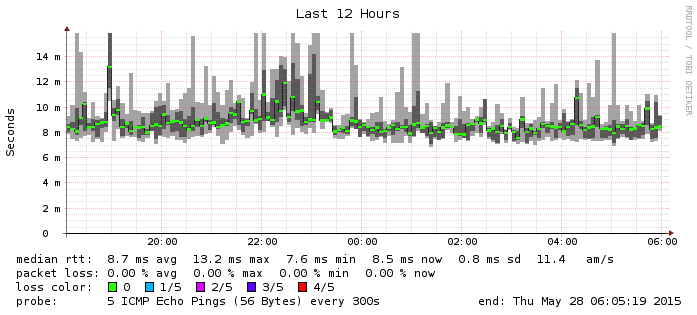 Last 12 Hours
RRDTOOL / TOBI OETIKER
Seconds
14 m
12 m
10 m
8 m
6 m
4 m
2 m
0
20:00 22:00 00:00 02:00 04:00 06:00
median rtt: 8.7 ms avg 13.2 ms max 7.6 ms min 8.5 ms now 0.8 ms sd 11.4 am/s
packet loss: 0.00 % avg 0.00 % max 0.00 % min 0.00 % now
loss color: 0 1/5 2/5 3/5 4/5
probe: 5 ICMP Echo Pings (56 Bytes) every 300s end: Thu May 28 06:05:19 2015